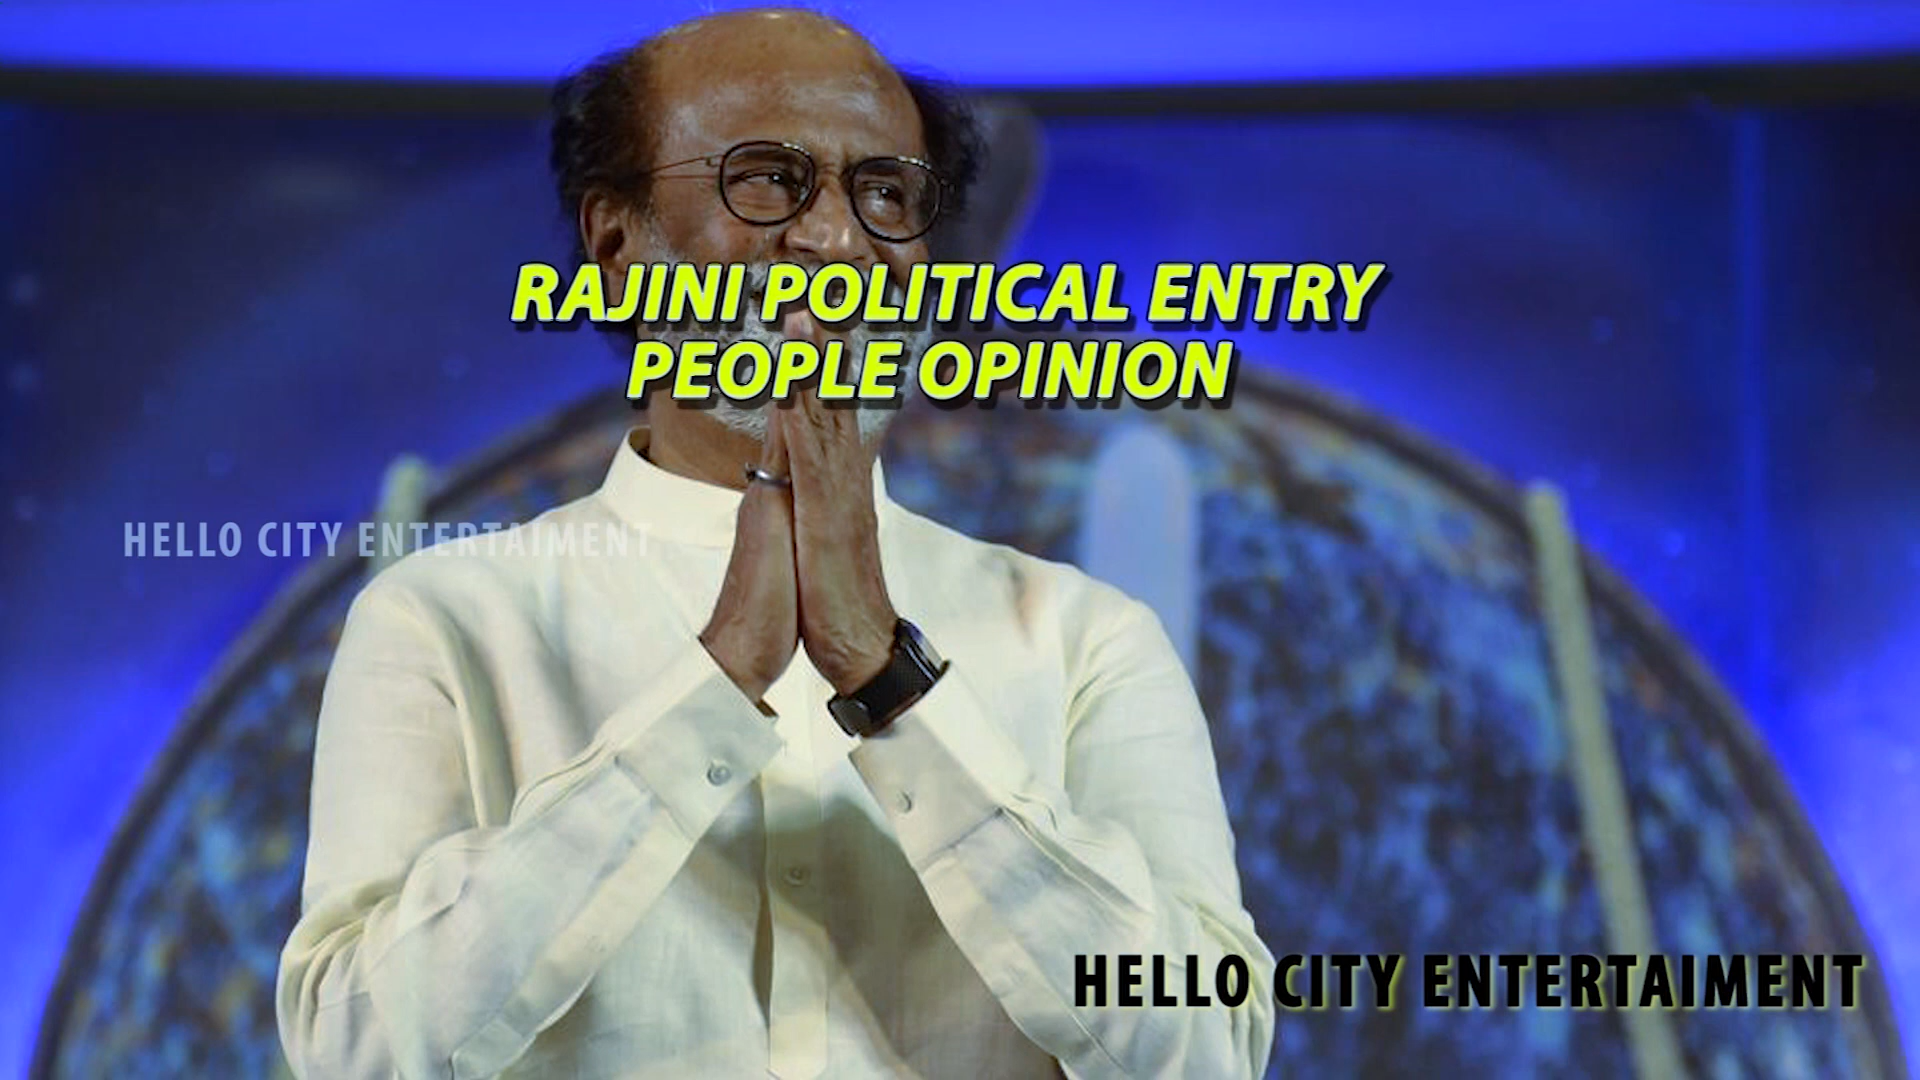 RAJINI POLITICAL ENTRY
PEOPLE OPINION
HELLO CITY ENTERTAIMENT
HELLO CITY ENTERTAIMENT